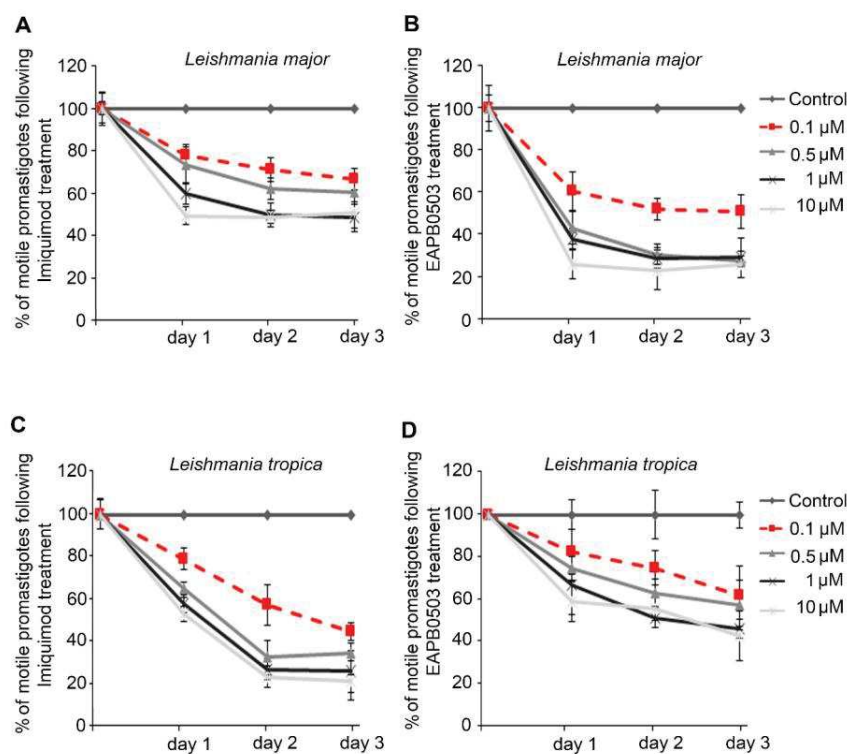 A
Leishmania major
% of motile promastigotes following
Imiquimod treatment
120
100
80
60
40
20
0
day 1
day 2
day 3
B
Leishmania major
% of motile promastigotes following
EAPB0503 treatment
120
100
80
60
40
20
0
day 1
day 2
day 3
Control
0.1 µM
0.5 µM
1 µM
10 µM
C
Leishmania tropica
% of motile promastigotes following
Imiquimod treatment
120
100
80
60
40
20
0
day 1
day 2
day 3
D
Leishmania tropica
% of motile promastigotes following
EAPB0503 treatment
120
100
80
60
40
20
0
day 1
day 2
day 3
Control
0.1 µM
0.5 µM
1 µM
10 µM